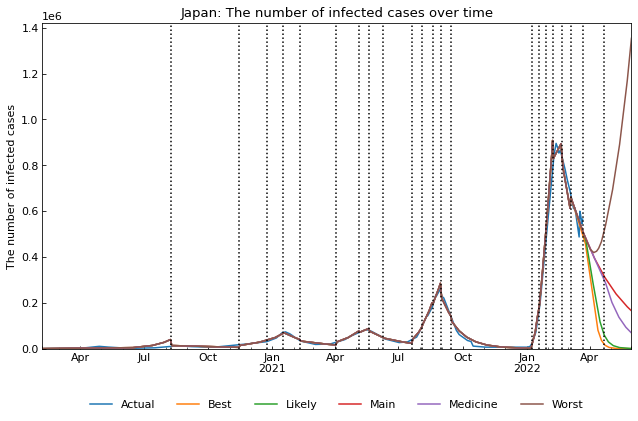 Japan: The number of infected cases over time
1e6
1.4
1.2
1.0
0.8
0.6
0.4
0.2
0.0
The number of infected cases
Apr Jul Oct Jan Apr Jul Oct Jan Apr
2021 2022
Actual Best Likely Main Medicine Worst